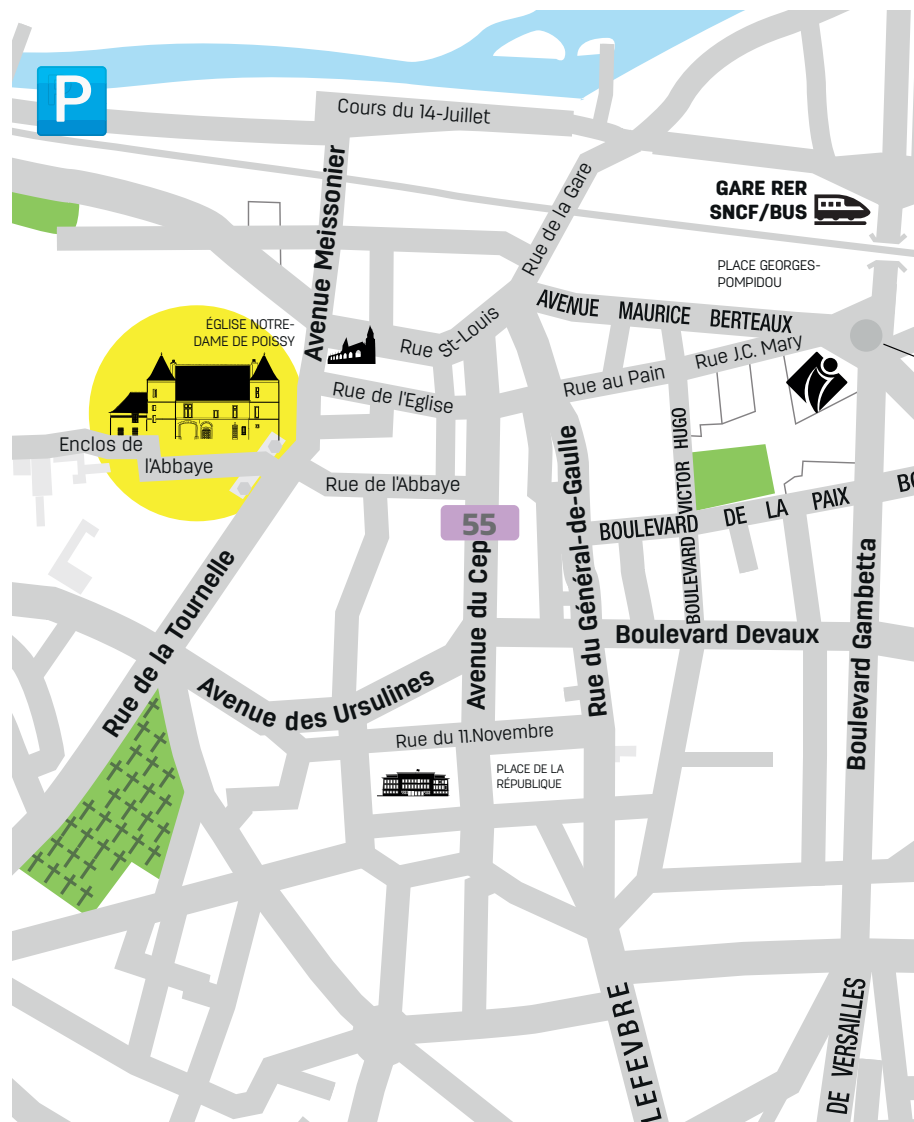 P
Cours du 14-Juillet
Avenue Meissonier
Rue de la Gare
GARE RER
SNCF/BUS
PLACE GEORGES-
POMPIDOU
AVENUE MAURICE BERTEAUX
ÉGLISE NOTRE-
DAME DE POISSY
Rue St-Louis
Rue J.C. Mary
Rue au Pain
Rue de l'Eglise
Enclos de
l'Abbaye
Rue de l'Abbaye
BOULEVARD VICTOR HUGO
BOULEVARD DE LA PAIX
BO
55
Avenue du Cep
Rue du Général-de-Gaulle
Boulevard Devaux
Boulevard Gambetta
Rue de la Tournelle
Avenue des Ursulines
Rue du 11.Novembre
PLACE DE LA
RÉPUBLIQUE
LEFEVBRE
DE VERSAILLES